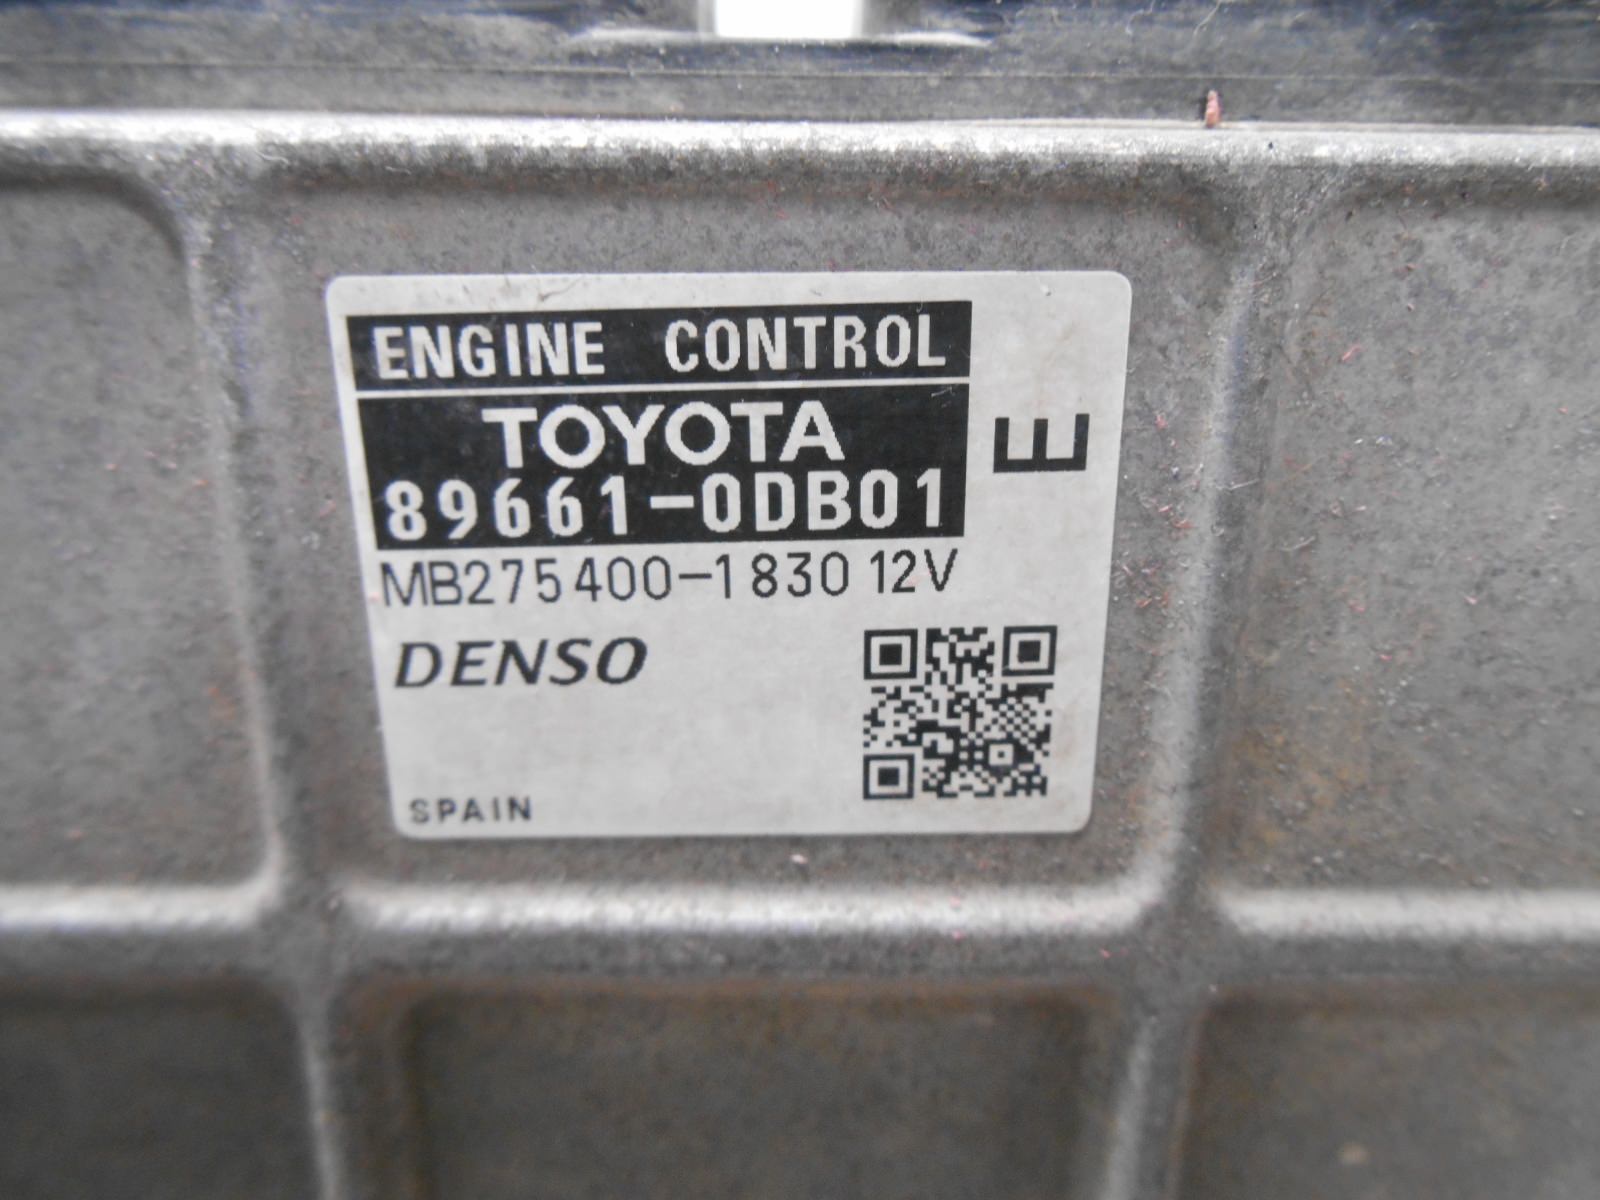 ENGINE CONTROL
TOYOTA
89661-0DB01
E
MB275400-1830 12V
DENSO
SPAIN